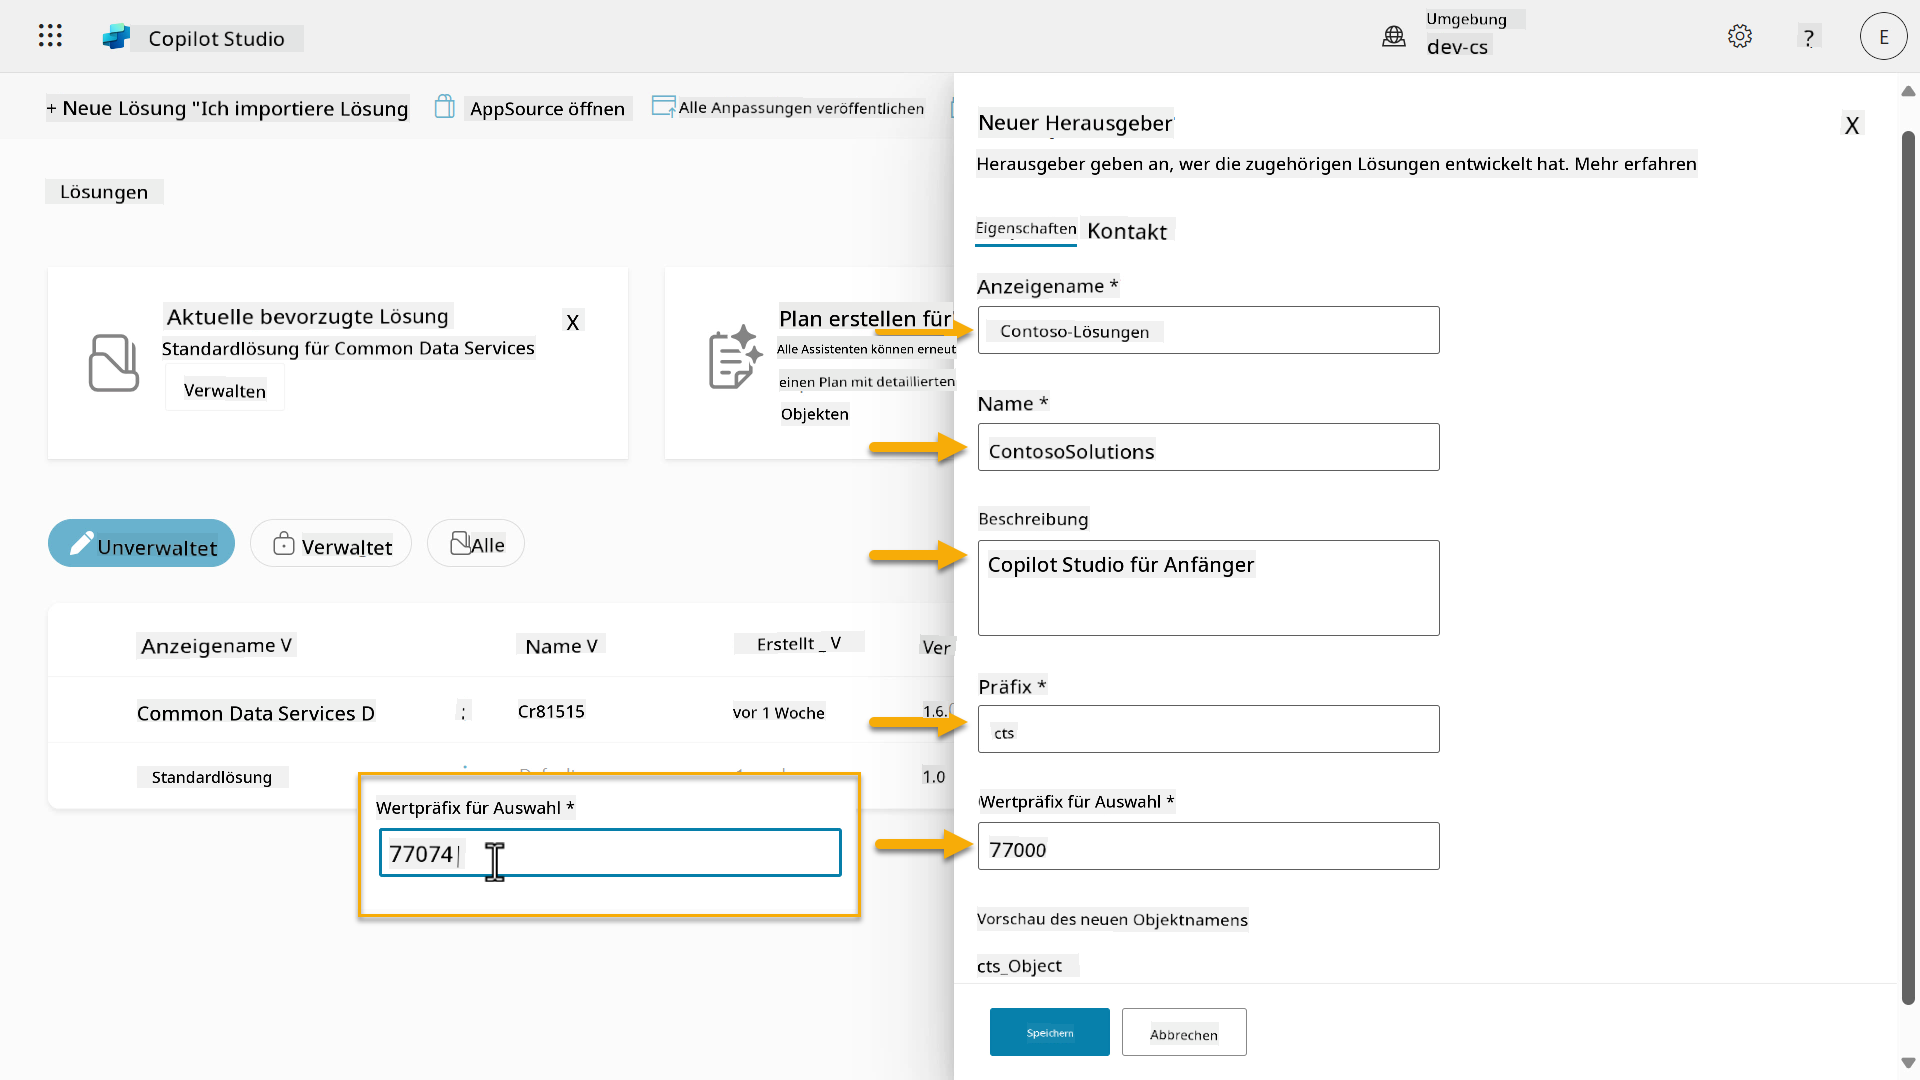 Copilot Studio
Umgebung
dev-cs
?
E
+ Neue Lösung "Ich importiere Lösung
AppSource öffnen
Alle Anpassungen veröffentlichen
Lösungen
Aktuelle bevorzugte Lösung
X
Standardlösung für Common Data Services
Verwalten
Plan erstellen für
Alle Assistenten können erneut
einen Plan mit detaillierten
Objekten
Unverwaltet
Verwaltet
Alle
Anzeigename V
Name V
Erstellt _ V
Ver
Common Data Services D
:
Cr81515
vor 1 Woche
1.6.
Standardlösung
1.0
Wertpräfix für Auswahl *
77074
Neuer Herausgeber
X
Herausgeber geben an, wer die zugehörigen Lösungen entwickelt hat. Mehr erfahren
Eigenschaften
Kontakt
Anzeigename *
Contoso-Lösungen
Name *
ContosoSolutions
Beschreibung
Copilot Studio für Anfänger
Präfix *
cts
Wertpräfix für Auswahl *
77000
Vorschau des neuen Objektnamens
cts_Object
Speichern
Abbrechen